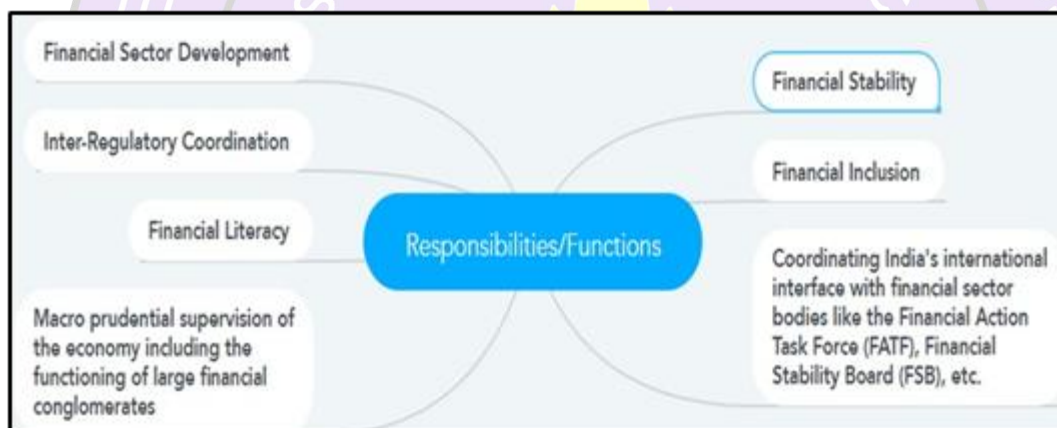 Financial Sector Development
Inter-Regulatory Coordination
Financial Literacy
Macro prudential supervision of
the economy including the
functioning of large financial
conglomerates
Responsibilities/Functions
Financial Stability
Financial Inclusion
Coordinating India's international
interface with financial sector
bodies like the Financial Action
Task Force (FATF), Financial
Stability Board (FSB), etc.